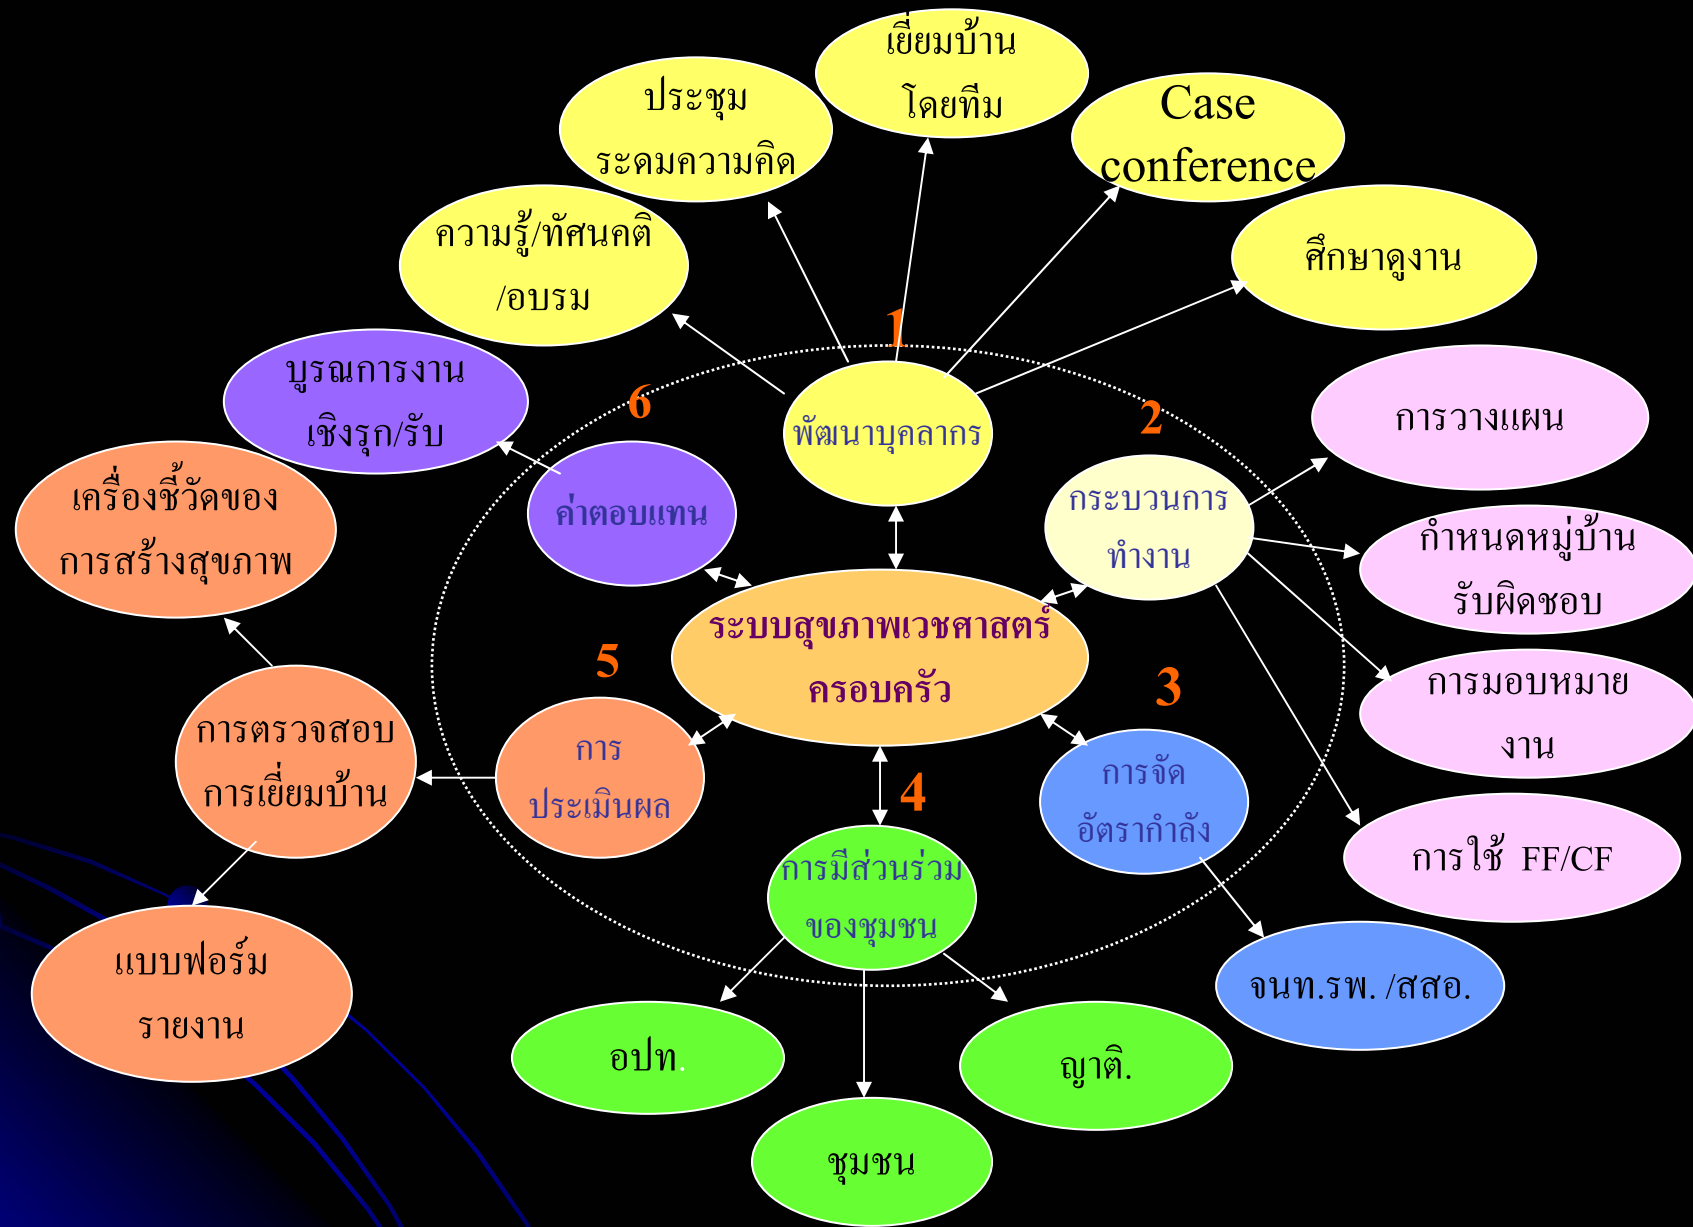 เยี่ยมบ้าน
โดยทีม
ประชุม
ระดมความคิด
Case
conference
ความรู้/ทัศนคติ
/อบรม
ศึกษาดูงาน
1
พัฒนาบุคลากร
บูรณการงาน
เชิงรุก/รับ
6
ค่าตอบแทน
2
กระบวนการ
ทำงาน
การวางแผน
กำหนดหมู่บ้าน
รับผิดชอบ
การมอบหมาย
งาน
การใช้ FF/CF
เครื่องชี้วัดของ
การสร้างสุขภาพ
ระบบสุขภาพเวชศาสตร์
ครอบครัว
5
การ
ประเมินผล
การตรวจสอบ
การเยี่ยมบ้าน
แบบฟอร์ม
รายงาน
3
การจัด
อัตรากำลัง
จนท.รพ. /สสอ.
4
การมีส่วนร่วม
ของชุมชน
อปท.
ชุมชน
ญาติ.